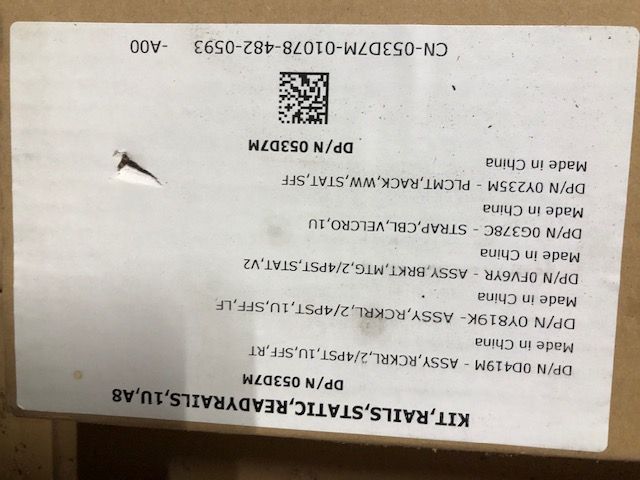 KIT,RAILS,STATIC,READYRAILS,1U,A8
DP/N 053D7M
DP/N 0D419M - ASSY,RCKRL,2/4PST,1U,SFF,RT
Made in China
DP/N 0Y819K- ASSY,RCKRL,2/4PST,1U,SFF,LF
Made in China
DP/N 0FV6YR - ASSY,BRKT,MTG,2/4PST,STAT,V2
Made in China
DP/N 0G378C - STRAP,CBL,VELCRO,1U
Made in China
DP/N 0Y235M - PLCMT,RACK,WW,STAT,SFF
Made in China
DP/N 053D7M
CN-053D7M-01078-482-0593 -A00